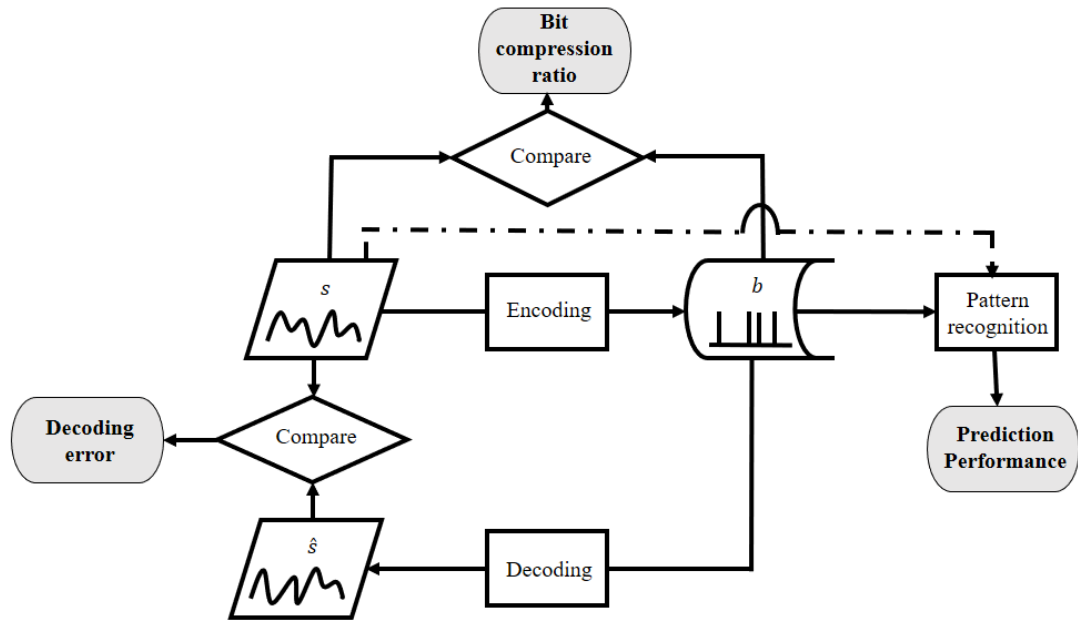 Bit
compression
ratio
Compare
s
Encoding
b
Pattern
recognition
Decoding
error
Compare
Prediction
Performance
ŝ
Decoding